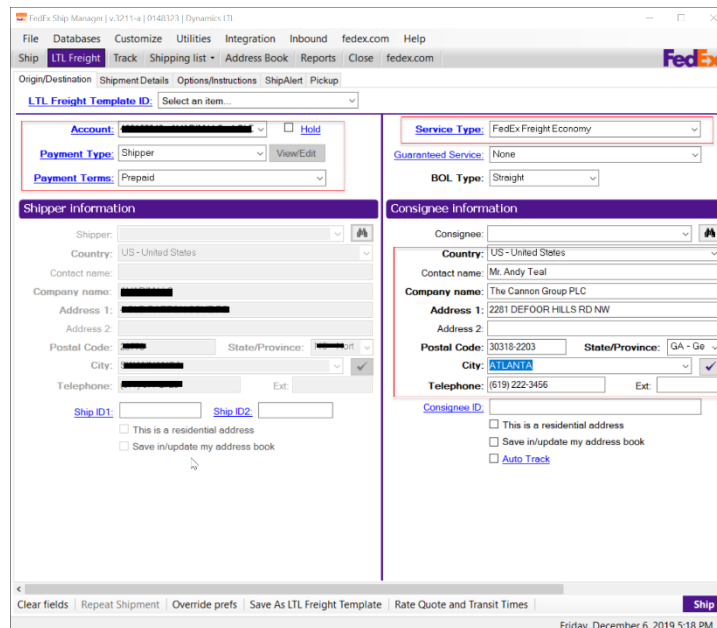 FedEx Ship Manager | v.3211-a | 0148323 | Dynamics LTL
File Databases Customize Utilities Integration Inbound fedex.com Help
Ship LTL Freight Track Shipping list Address Book Reports Close fedex.com
FedEx
Origin/Destination Shipment Details Options/Instructions ShipAlert Pickup
LTL Freight Template ID: Select an item...
Account: Hold
Payment Type: Shipper View/Edit
Payment Terms: Prepaid
Service Type: FedEx Freight Economy
Guaranteed Service: None
BOL Type: Straight
Shipper information
Shipper:
Country: US - United States
Contact name:
Company name:
Address 1:
Address 2:
Postal Code: State/Province:
City:
Telephone: Ext:
Ship ID1: Ship ID2:
This is a residential address
Save in/update my address book
Consignee information
Consignee:
Country: US - United States
Contact name: Mr. Andy Teal
Company name: The Cannon Group PLC
Address 1: 2281 DEFOOR HILLS RD NW
Address 2:
Postal Code: 30318-2203 State/Province: GA - Ge
City: ATLANTA
Telephone: (619) 222-3456 Ext:
Consignee ID:
This is a residential address
Save in/update my address book
Auto Track
Clear fields Repeat Shipment Override prefs Save As LTL Freight Template Rate Quote and Transit Times Ship
Friday, December 6, 2019 5:18 PM